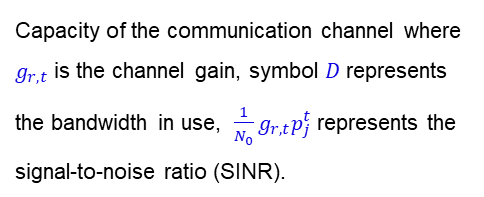 Capacity of the communication channel where
$g_{r,t}$ is the channel gain, symbol $D$ represents
the bandwidth in use, $\frac{1}{N_0} g_{r,t} p_j^t$ represents the
signal-to-noise ratio (SINR).